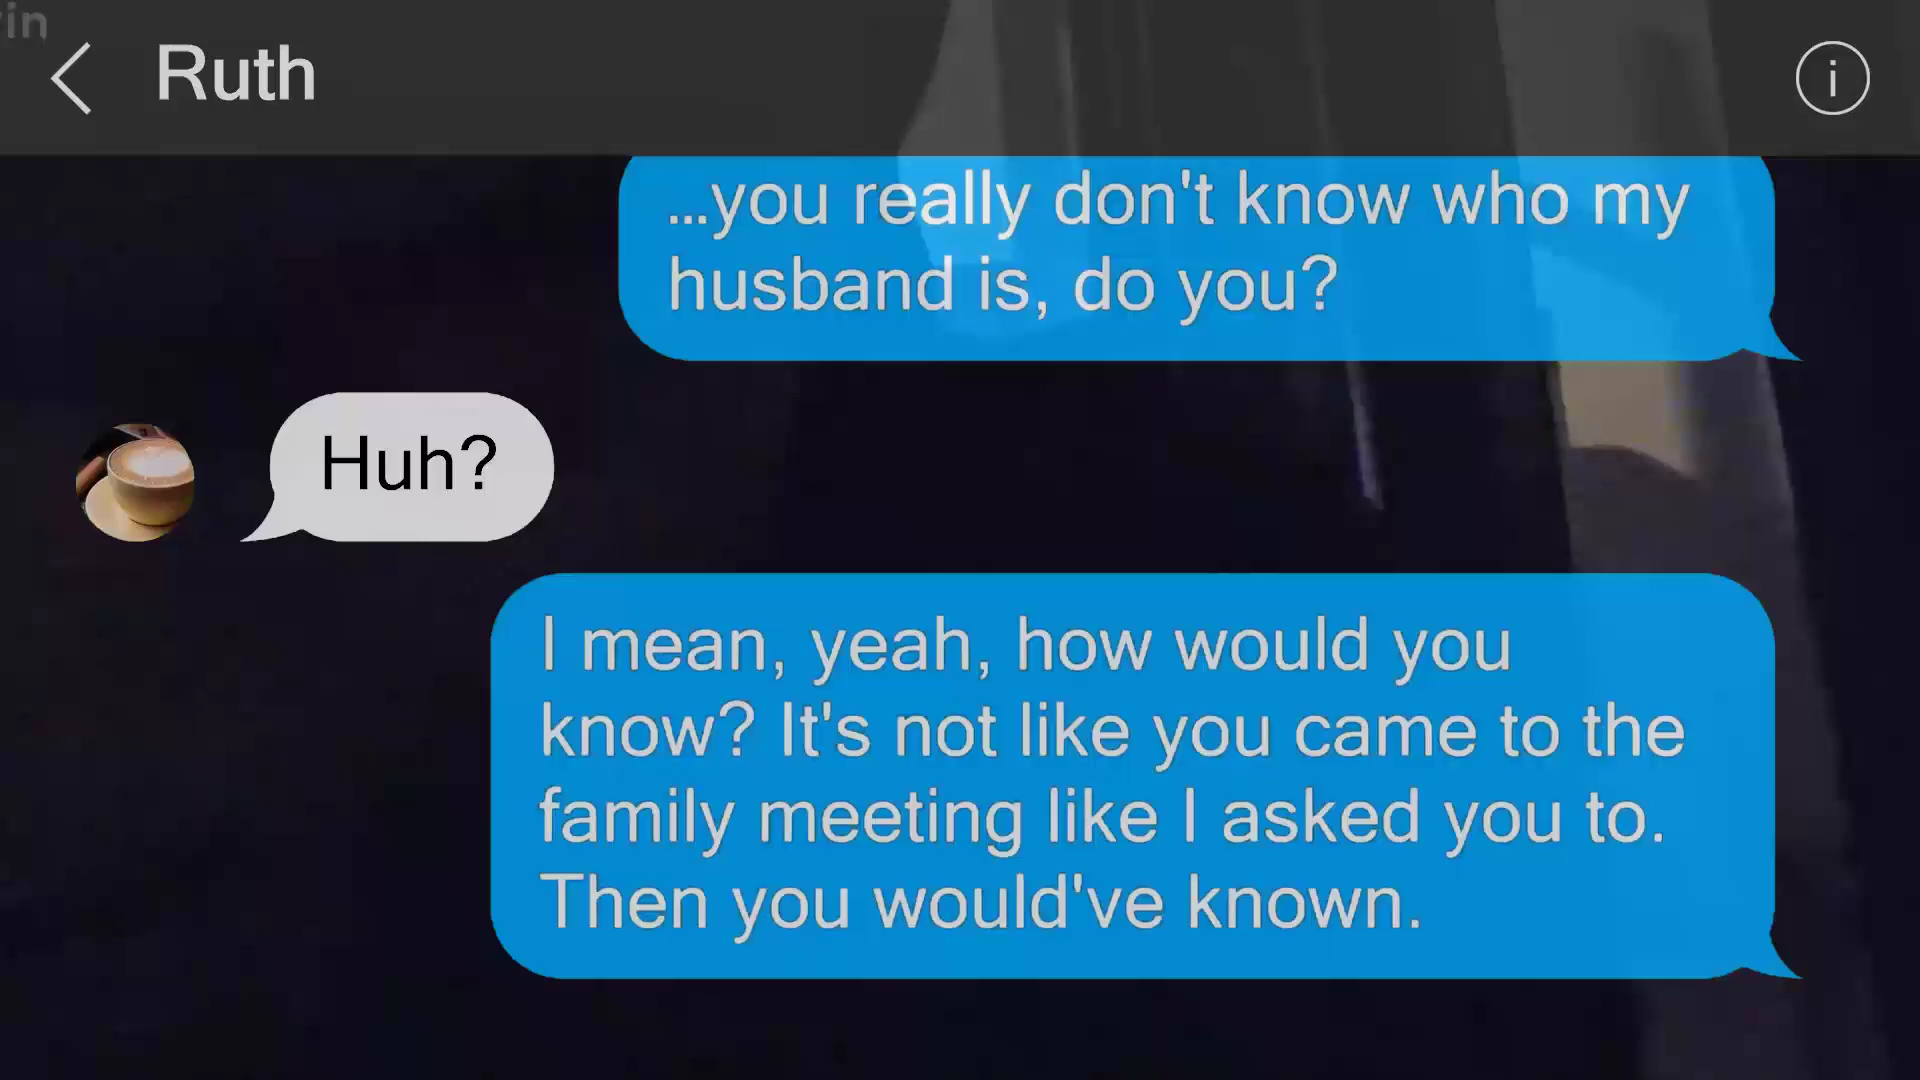 in
Ruth
...you really don't know who my
husband is, do you?
Huh?
I mean, yeah, how would you
know? It's not like you came to the
family meeting like I asked you to.
Then you would've known.